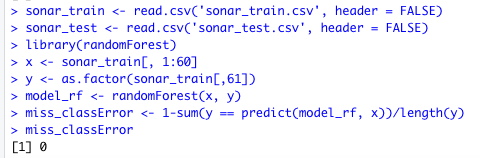 > sonar_train <- read.csv('sonar_train.csv', header = FALSE)
> sonar_test <- read.csv('sonar_test.csv', header = FALSE)
> library(randomForest)
> x <- sonar_train[, 1:60]
> y <- as.factor(sonar_train[,61])
> model_rf <- randomForest(x, y)
> miss_classError <- 1-sum(y == predict(model_rf, x))/length(y)
> miss_classError
[1] 0